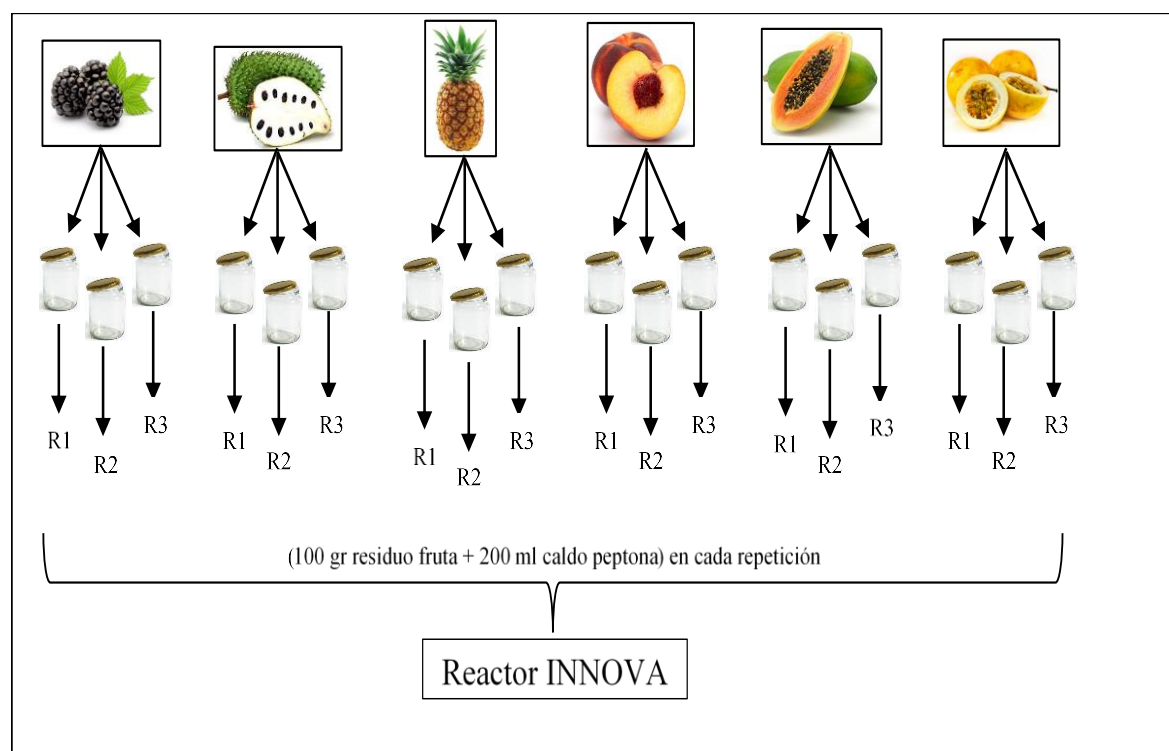 R1
R2
R3
R1
R2
R3
R1
R2
R3
R1
R2
R3
R1
R2
R3
R1
R2
R3
(100 gr residuo fruta + 200 ml caldo peptona) en cada repetición
Reactor INNOVA